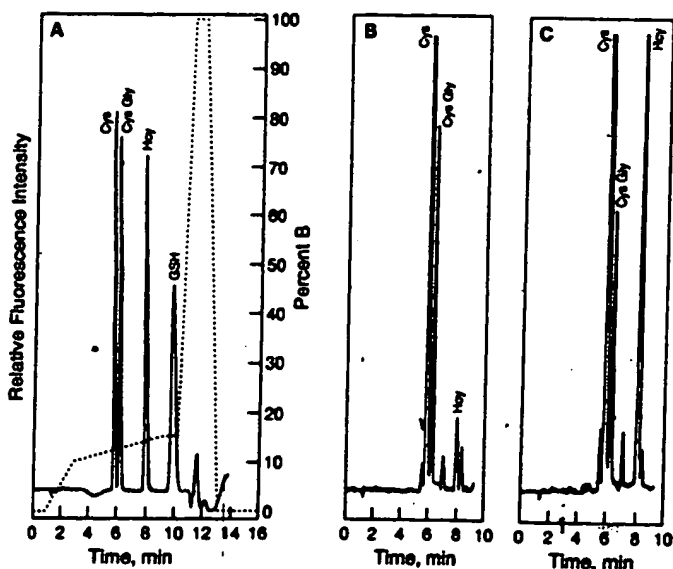 A
Cys
Cys Gly
Hcy
GSH
Relative Fluorescence Intensity
100
90
80
70
60
50
40
30
20
10
0
Percent B
0 2 4 6 8 10 12 14 16
Time, min
B
Cys
Cys Gly
Hcy
0 2 4 6 8 10
Time, min
C
Cys
Cys Gly
Hcy
0 2 4 6 8 10
Time, min